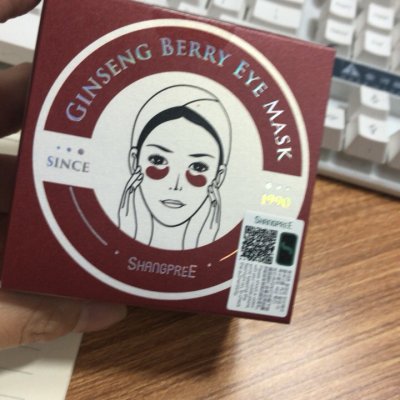 GINSENG BERRY EYE MASK
SINCE
1990
SHANGPREE
SHANGPREE